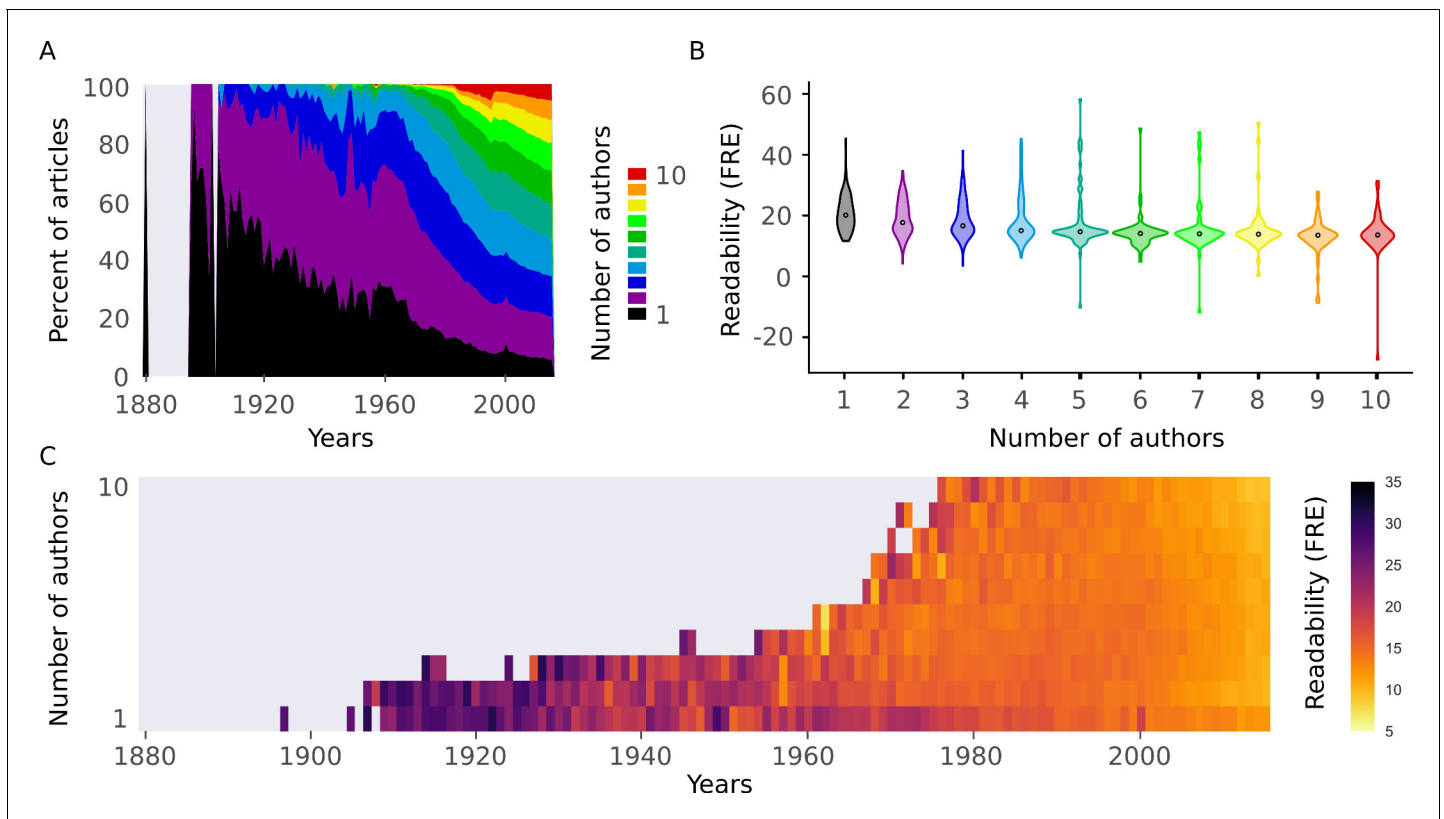 A
Percent of articles
100
80
60
40
20
0
1880 1920 1960 2000
Years
Number of authors
10
1
B
Readability (FRE)
60
40
20
0
-20
1 2 3 4 5 6 7 8 9 10
Number of authors
C
Number of authors
10
1
1880 1900 1920 1940 1960 1980 2000
Years
Readability (FRE)
35
30
25
20
15
10
5